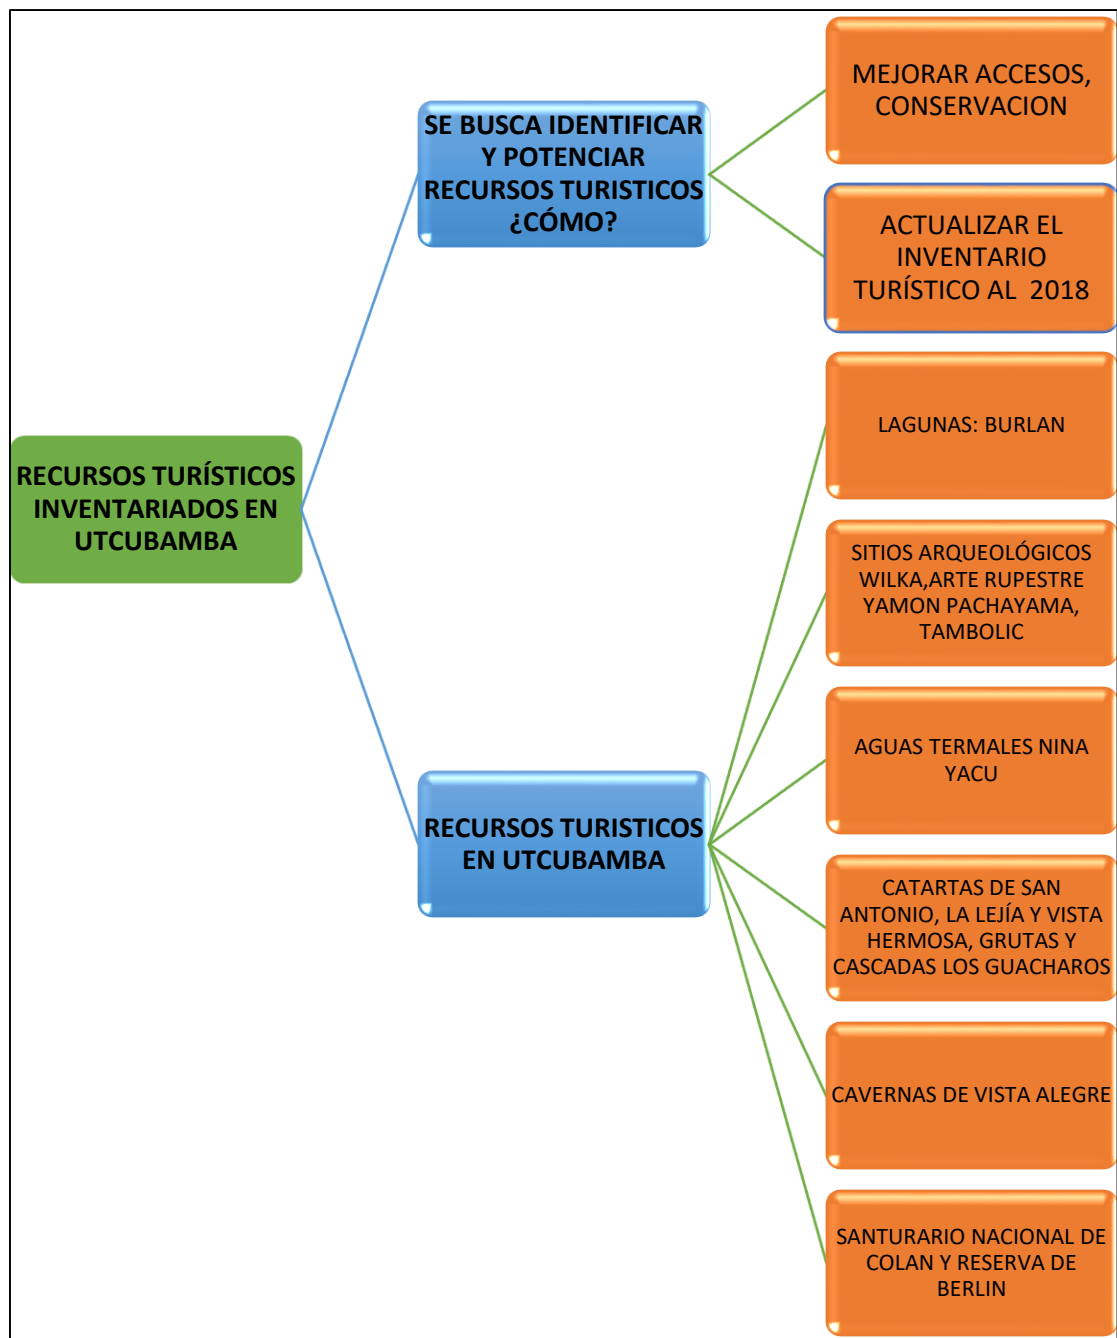 RECURSOS TURÍSTICOS
INVENTARIADOS EN
UTCUBAMBA
SE BUSCA IDENTIFICAR
Y POTENCIAR
RECURSOS TURISTICOS
¿CÓMO?
MEJORAR ACCESOS,
CONSERVACION
ACTUALIZAR EL
INVENTARIO
TURÍSTICO AL 2018
RECURSOS TURISTICOS
EN UTCUBAMBA
LAGUNAS: BURLAN
SITIOS ARQUEOLÓGICOS
WILKA,ARTE RUPESTRE
YAMON PACHAYAMA,
TAMBOLIC
AGUAS TERMALES NINA
YACU
CATARTAS DE SAN
ANTONIO, LA LEJÍA Y VISTA
HERMOSA, GRUTAS Y
CASCADAS LOS GUACHAROS
CAVERNAS DE VISTA ALEGRE
SANTURARIO NACIONAL DE
COLAN Y RESERVA DE
BERLIN